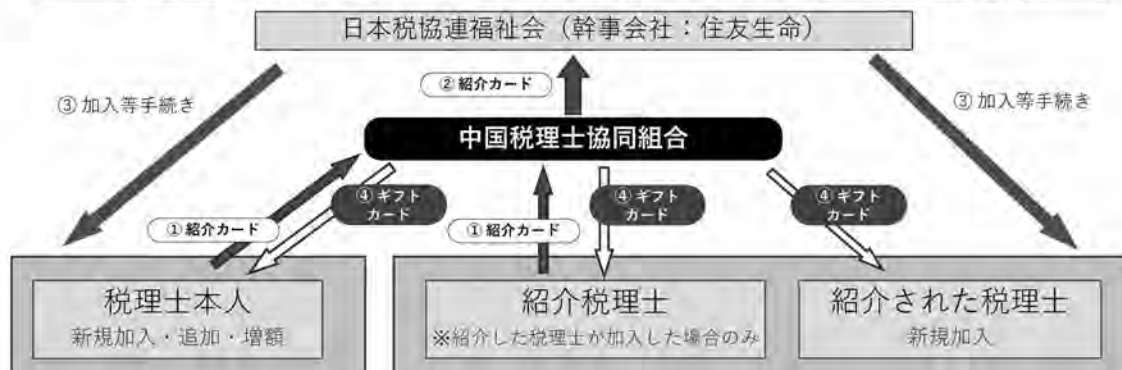 日本税協連福祉会（幹事会社：住友生命）
②紹介カード
③加入等手続き
③加入等手続き
中国税理士協同組合
④ギフト
カード
④ギフト
カード
④ギフト
カード
①紹介カード
①紹介カード
税理士本人
新規加入・追加・増額
紹介税理士
※紹介した税理士が加入した場合のみ
紹介された税理士
新規加入